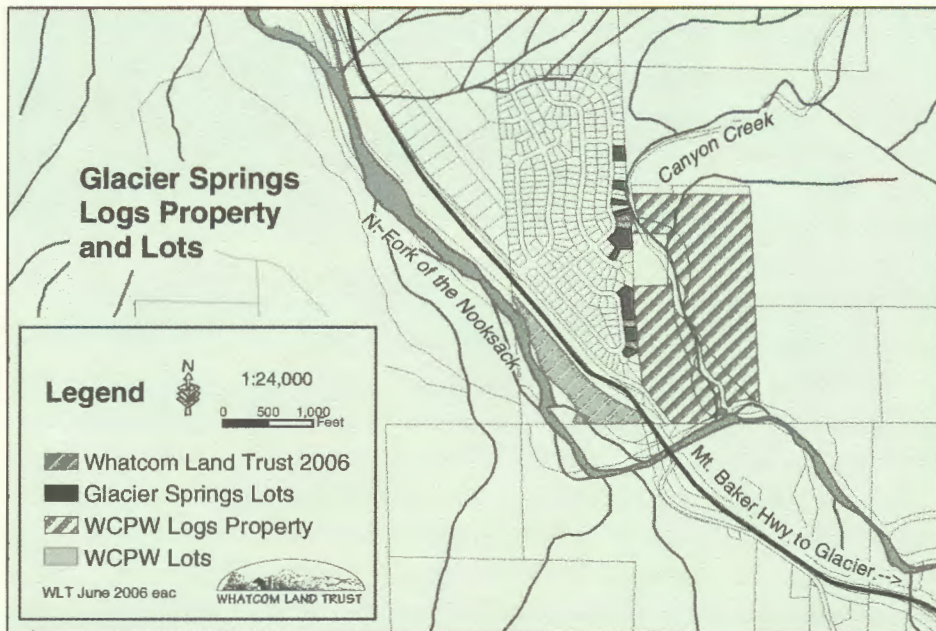 Glacier Springs
Logs Property
and Lots
Canyon Creek
N~Fork of the Nooksack~
Mt. Baker Hwy to Glacier -->
Legend
N
1:24,000
0 500 1,000
Feet
Whatcom Land Trust 2006
Glacier Springs Lots
WCPW Logs Property
WCPW Lots
WLT June 2006 eac
WHATCOM LAND TRUST